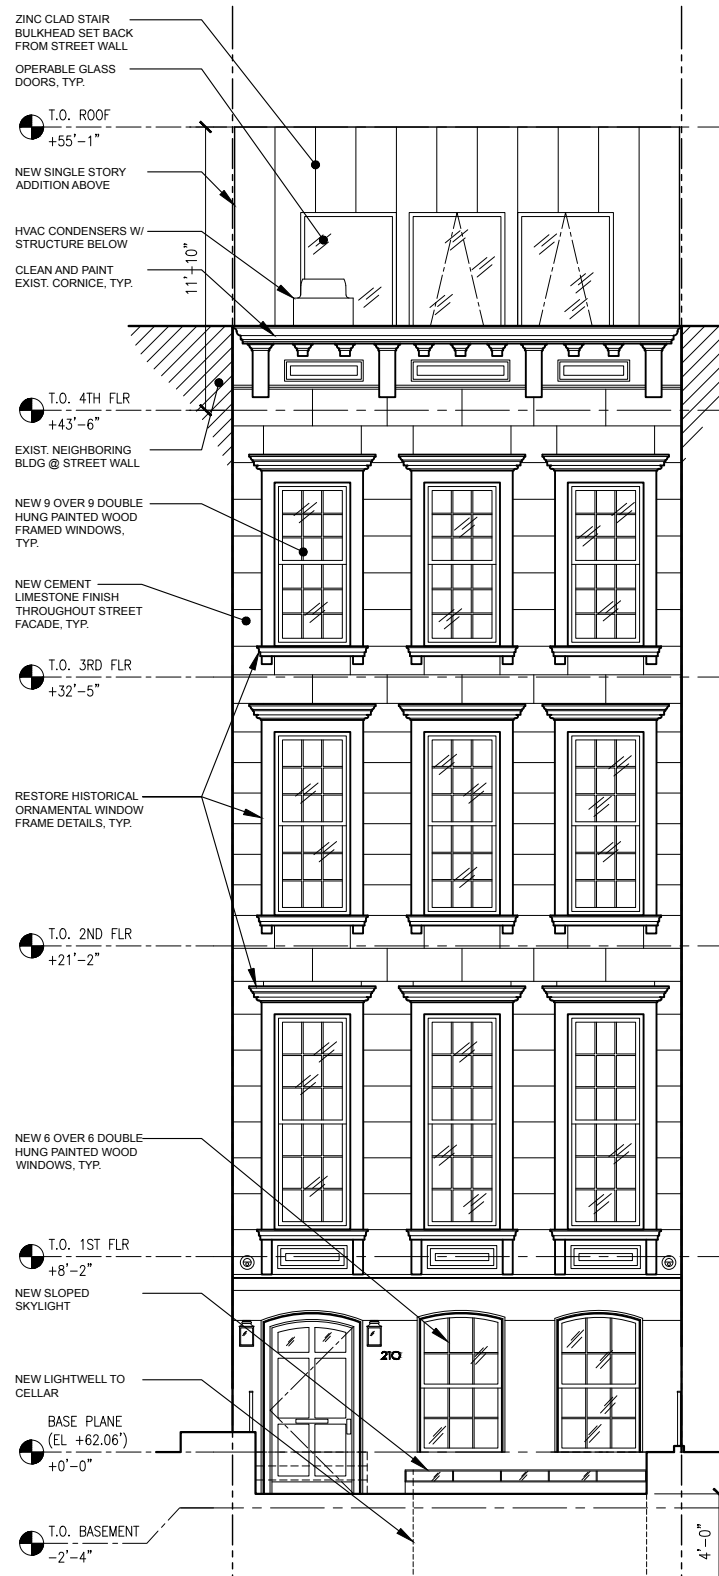 ZINC CLAD STAIR
BULKHEAD SET BACK
FROM STREET WALL
OPERABLE GLASS
DOORS, TYP.
T.O. ROOF
+55'-1"
NEW SINGLE STORY
ADDITION ABOVE
HVAC CONDENSERS W/
STRUCTURE BELOW
11'-10"
CLEAN AND PAINT
EXIST. CORNICE, TYP.
T.O. 4TH FLR
+43'-6"
EXIST. NEIGHBORING
BLDG @ STREET WALL
NEW 9 OVER 9 DOUBLE
HUNG PAINTED WOOD
FRAMED WINDOWS,
TYP.
NEW CEMENT
LIMESTONE FINISH
THROUGHOUT STREET
FACADE, TYP.
T.O. 3RD FLR
+32'-5"
RESTORE HISTORICAL
ORNAMENTAL WINDOW
FRAME DETAILS, TYP.
T.O. 2ND FLR
+21'-2"
NEW 6 OVER 6 DOUBLE
HUNG PAINTED WOOD
WINDOWS, TYP.
T.O. 1ST FLR
+8'-2"
NEW SLOPED
SKYLIGHT
210
NEW LIGHTWELL TO
CELLAR
BASE PLANE
(EL +62.06')
+0'-0"
T.O. BASEMENT
-2'-4"
4'-0"